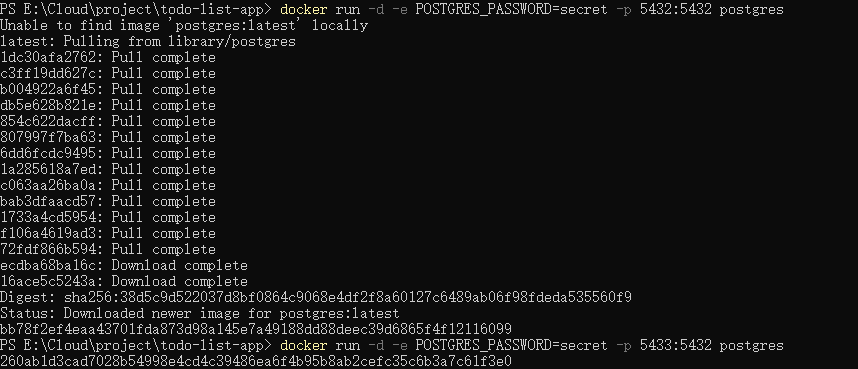 PS E:\Cloud\project\todo-list-app> docker run -d -e POSTGRES_PASSWORD=secret -p 5432:5432 postgres
Unable to find image 'postgres:latest' locally
latest: Pulling from library/postgres
1dc30afa2762: Pull complete
c3ff19dd627c: Pull complete
b004922a6f45: Pull complete
db5e628b821e: Pull complete
854c622dacff: Pull complete
807997f7ba63: Pull complete
6dd6fcdc9495: Pull complete
1a285618a7ed: Pull complete
c063aa26ba0a: Pull complete
bab3dfaacd57: Pull complete
1733a4cd5954: Pull complete
f106a4619ad3: Pull complete
72fdf866b594: Pull complete
ecdba68ba16c: Download complete
16ace5c5243a: Download complete
Digest: sha256:38d5c9d522037d8bf0864c9068e4df2f8a60127c6489ab06f98fdeda535560f9
Status: Downloaded newer image for postgres:latest
bb78f2ef4eaa43701fda873d98a145e7a49188dd88deec39d6865f4f12116099
PS E:\Cloud\project\todo-list-app> docker run -d -e POSTGRES_PASSWORD=secret -p 5433:5432 postgres
260ab1d3cad7028b54998e4cd4c39486ea6f4b95b8ab2cefc35c6b3a7c61f3e0